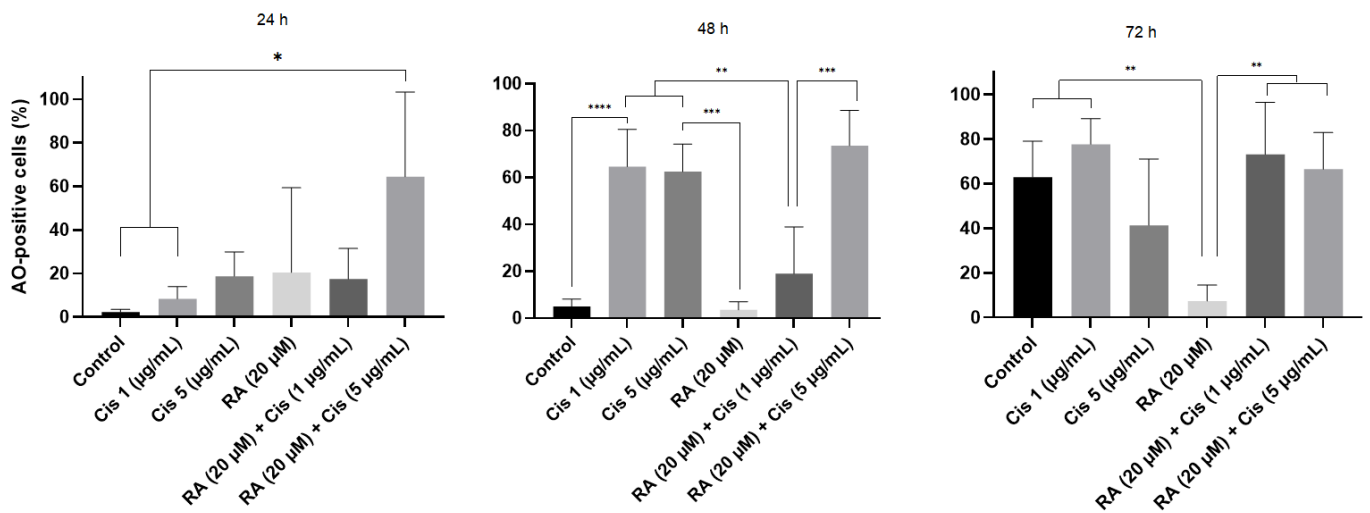 24 h
48 h
72 h
AO-positive cells (%)
*
100
80
60
40
20
0
Control
Cis 1 (µg/mL)
Cis 5 (µg/mL)
RA (20 µM)
RA (20 µM) + Cis (1 µg/mL)
RA (20 µM) + Cis (5 µg/mL)
**
***
****
***
100
80
60
40
20
0
Control
Cis 1 (µg/mL)
Cis 5 (µg/mL)
RA (20 µM)
RA (20 µM) + Cis (1 µg/mL)
RA (20 µM) + Cis (5 µg/mL)
**
**
100
80
60
40
20
0
Control
Cis 1 (µg/mL)
Cis 5 (µg/mL)
RA (20 µM)
RA (20 µM) + Cis (1 µg/mL)
RA (20 µM) + Cis (5 µg/mL)